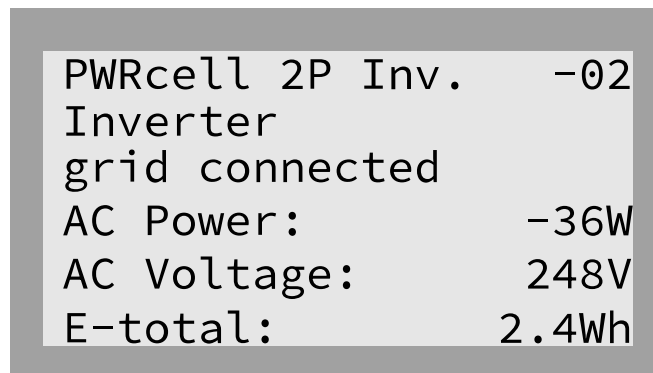 PWRcell 2P Inv. -02
Inverter
grid connected
AC Power: -36W
AC Voltage: 248V
E-total: 2.4Wh